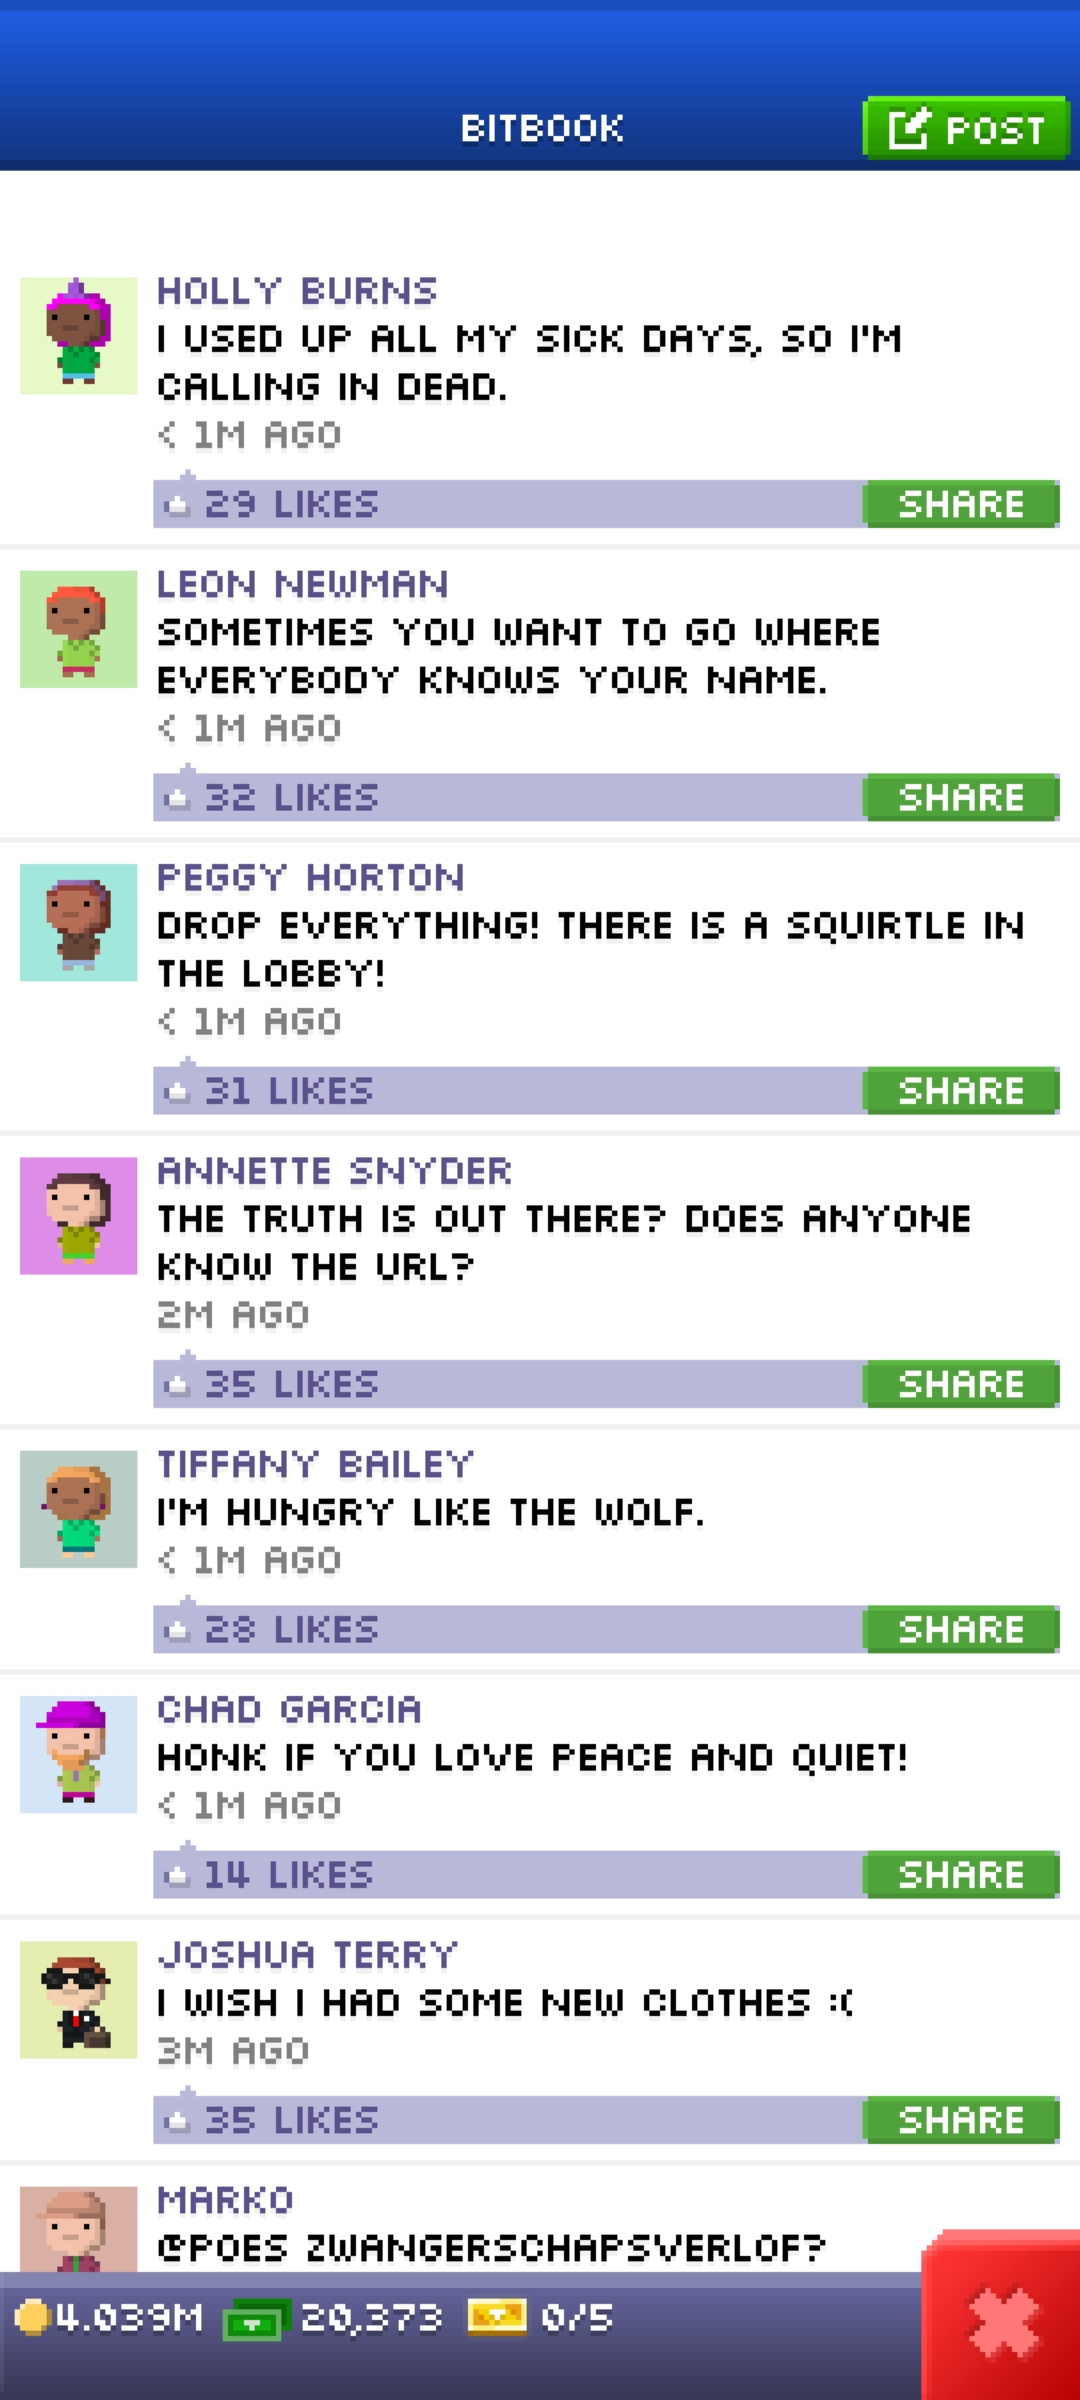 BITBOOK
POST
HOLLY BURNS
I USED UP ALL MY SICK DAYS, SO I'M
CALLING IN DEAD.
< 1M AGO
29 LIKES
SHARE
LEON NEWMAN
SOMETIMES YOU WANT TO GO WHERE
EVERYBODY KNOWS YOUR NAME.
< 1M AGO
32 LIKES
SHARE
PEGGY HORTON
DROP EVERYTHING! THERE IS A SQUIRTLE IN
THE LOBBY!
< 1M AGO
31 LIKES
SHARE
ANNETTE SNYDER
THE TRUTH IS OUT THERE? DOES ANYONE
KNOW THE URL?
2M AGO
35 LIKES
SHARE
TIFFANY BAILEY
I'M HUNGRY LIKE THE WOLF.
< 1M AGO
28 LIKES
SHARE
CHAD GARCIA
HONK IF YOU LOVE PEACE AND QUIET!
< 1M AGO
14 LIKES
SHARE
JOSHUA TERRY
I WISH I HAD SOME NEW CLOTHES :(
3M AGO
35 LIKES
SHARE
MARKO
@POES ZWANGERSCHAPSVERLOF?
4.039M 20,373 0/5